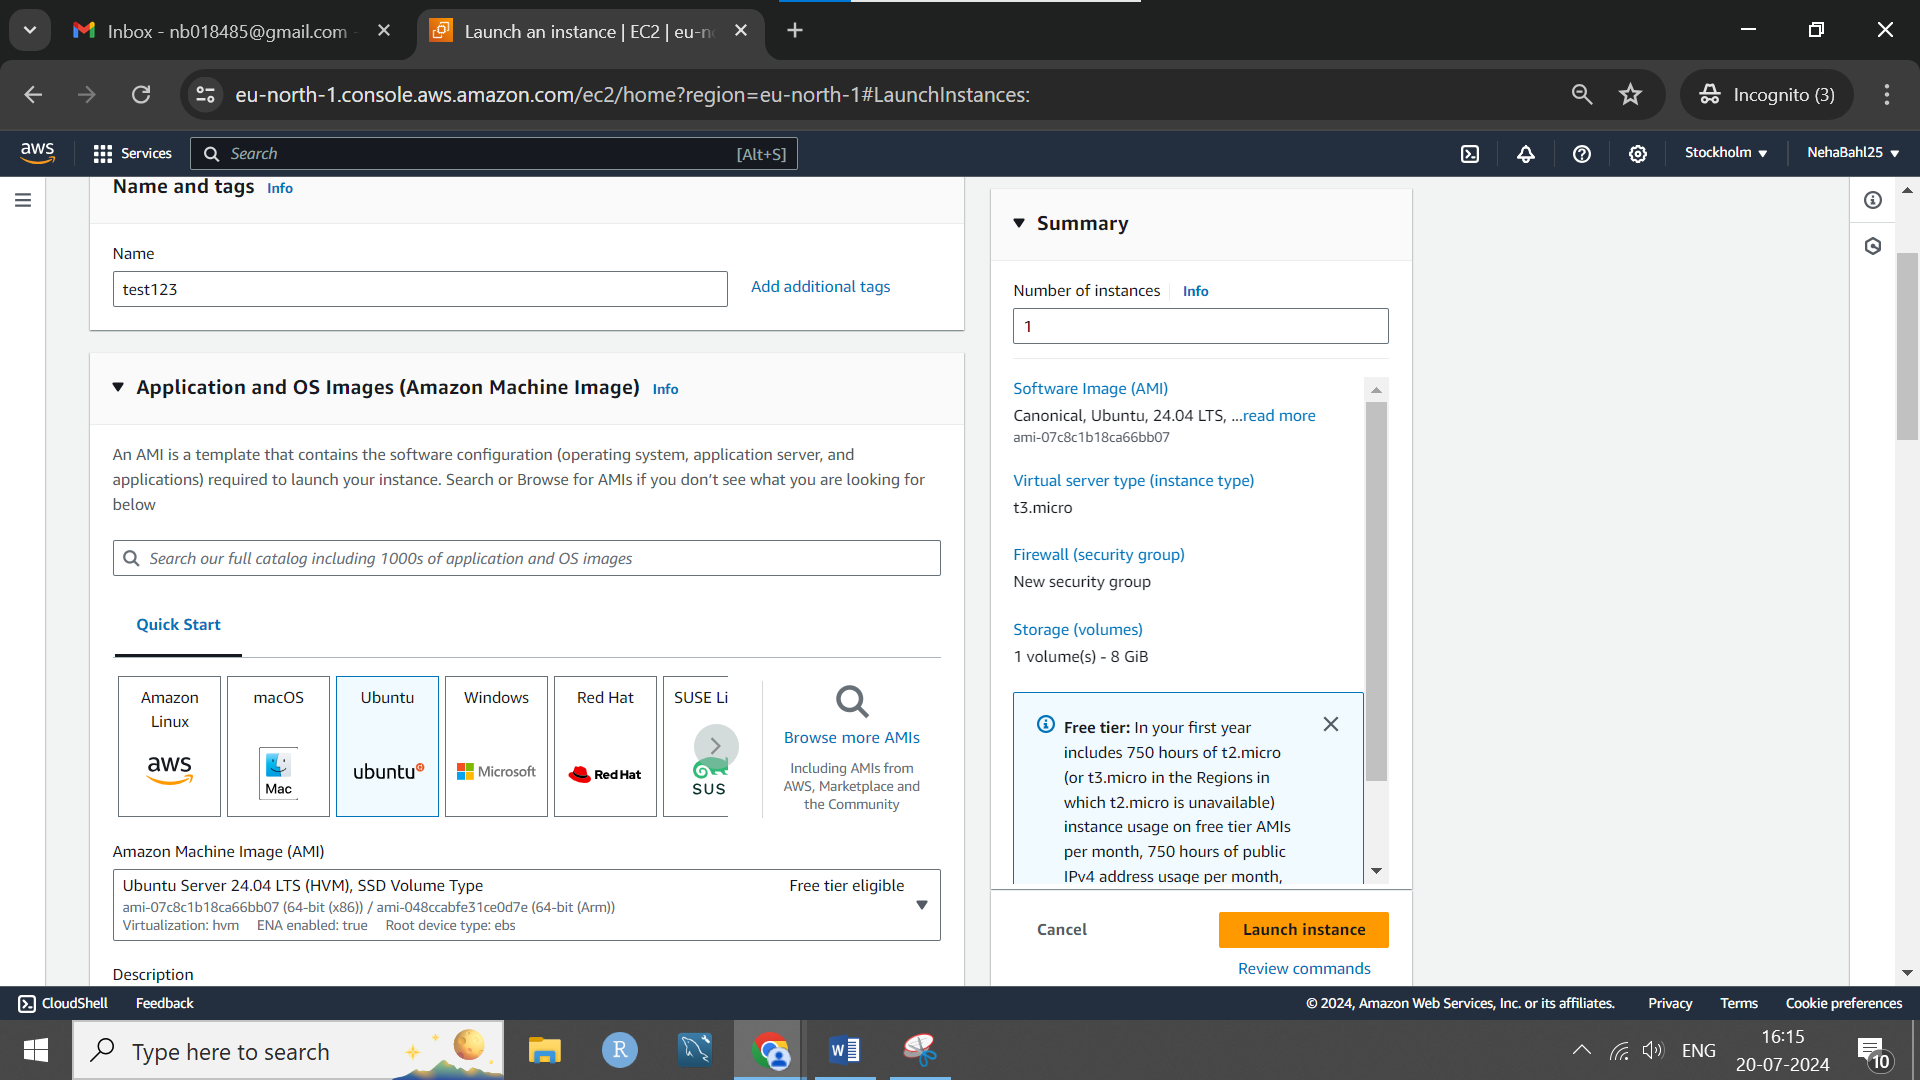 Inbox - nb018485@gmail.com -
Launch an instance | EC2 | eu-no
eu-north-1.console.aws.amazon.com/ec2/home?region=eu-north-1#LaunchInstances:
Incognito (3)
aws
Services
Search
[Alt+S]
Stockholm
NehaBahl25
Name and tags Info
Name
test123
Add additional tags
Application and OS Images (Amazon Machine Image) Info
An AMI is a template that contains the software configuration (operating system, application server, and
applications) required to launch your instance. Search or Browse for AMIs if you don’t see what you are looking for
below
Search our full catalog including 1000s of application and OS images
Quick Start
Amazon
Linux
aws
macOS
Mac
Ubuntu
ubuntu
Windows
Microsoft
Red Hat
Red Hat
SUSE Li
SUS
Browse more AMIs
Including AMIs from
AWS, Marketplace and
the Community
Amazon Machine Image (AMI)
Ubuntu Server 24.04 LTS (HVM), SSD Volume Type
Free tier eligible
ami-07c8c1b18ca66bb07 (64-bit (x86)) / ami-048ccabfe31ce0d7e (64-bit (Arm))
Virtualization: hvm ENA enabled: true Root device type: ebs
Description
Summary
Number of instances Info
1
Software Image (AMI)
Canonical, Ubuntu, 24.04 LTS, ...read more
ami-07c8c1b18ca66bb07
Virtual server type (instance type)
t3.micro
Firewall (security group)
New security group
Storage (volumes)
1 volume(s) - 8 GiB
Free tier: In your first year
includes 750 hours of t2.micro
(or t3.micro in the Regions in
which t2.micro is unavailable)
instance usage on free tier AMIs
per month, 750 hours of public
IPv4 address usage per month,
Cancel
Launch instance
Review commands
CloudShell
Feedback
© 2024, Amazon Web Services, Inc. or its affiliates.
Privacy
Terms
Cookie preferences
Type here to search
R
W
ENG
16:15
20-07-2024
10